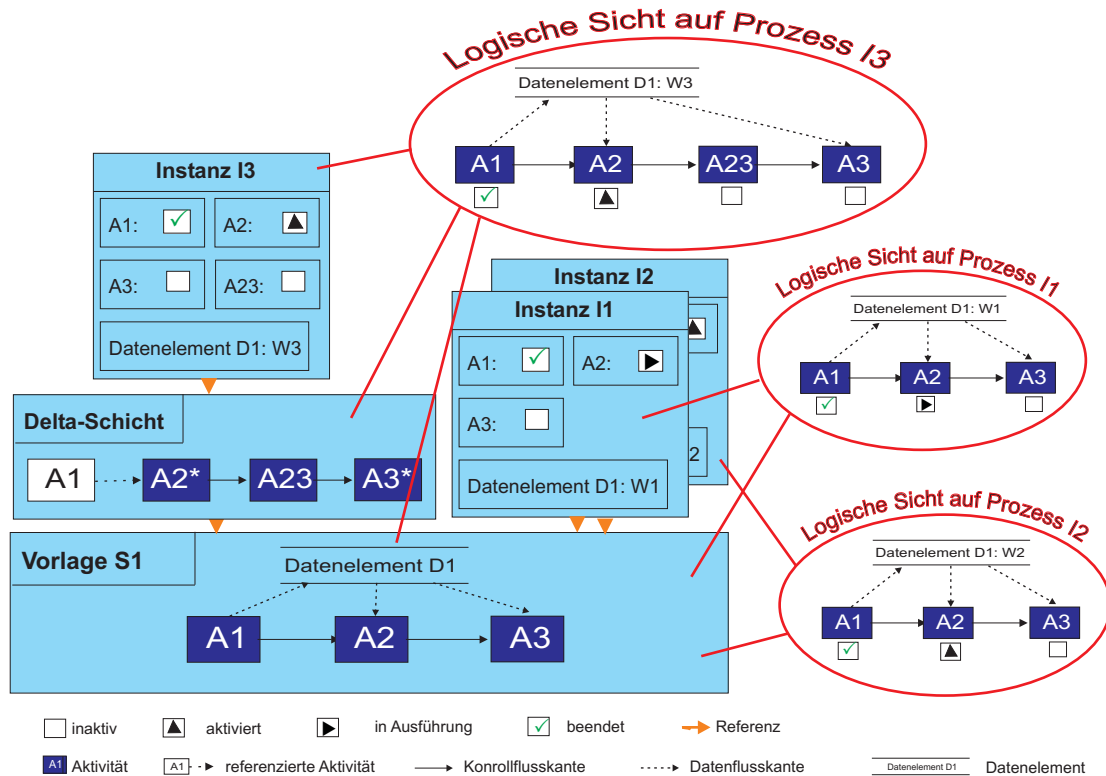 Logische Sicht auf Prozess I3
Datenelement D1: W3
A1
A2
A23
A3
Instanz I3
A1:
A2:
A3:
A23:
Datenelement D1: W3
Instanz I2
2
Instanz I1
A1:
A2:
A3:
Datenelement D1: W1
Logische Sicht auf Prozess I1
Datenelement D1: W1
A1
A2
A3
Delta-Schicht
A1
A2*
A23
A3*
Logische Sicht auf Prozess I2
Datenelement D1: W2
A1
A2
A3
Vorlage S1
Datenelement D1
A1
A2
A3
inaktiv
aktiviert
in Ausführung
beendet
Referenz
A1 Aktivität
A1 referenzierte Aktivität
Konrollflusskante
Datenflusskante
Datenelement D1 Datenelement